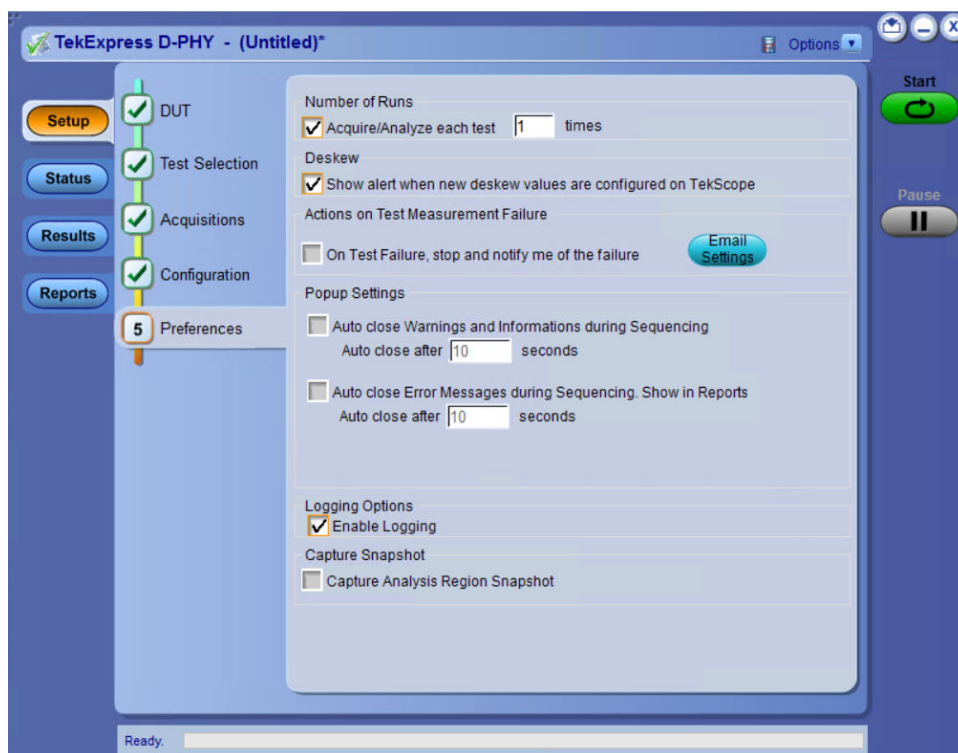 TekExpress D-PHY - (Untitled)*
Options
Start
Pause
Setup
Status
Results
Reports
DUT
Test Selection
Acquisitions
Configuration
5 Preferences
Number of Runs
Acquire/Analyze each test 1 times
Deskew
Show alert when new deskew values are configured on TekScope
Actions on Test Measurement Failure
On Test Failure, stop and notify me of the failure
Email
Settings
Popup Settings
Auto close Warnings and Informations during Sequencing
Auto close after 10 seconds
Auto close Error Messages during Sequencing. Show in Reports
Auto close after 10 seconds
Logging Options
Enable Logging
Capture Snapshot
Capture Analysis Region Snapshot
Ready.